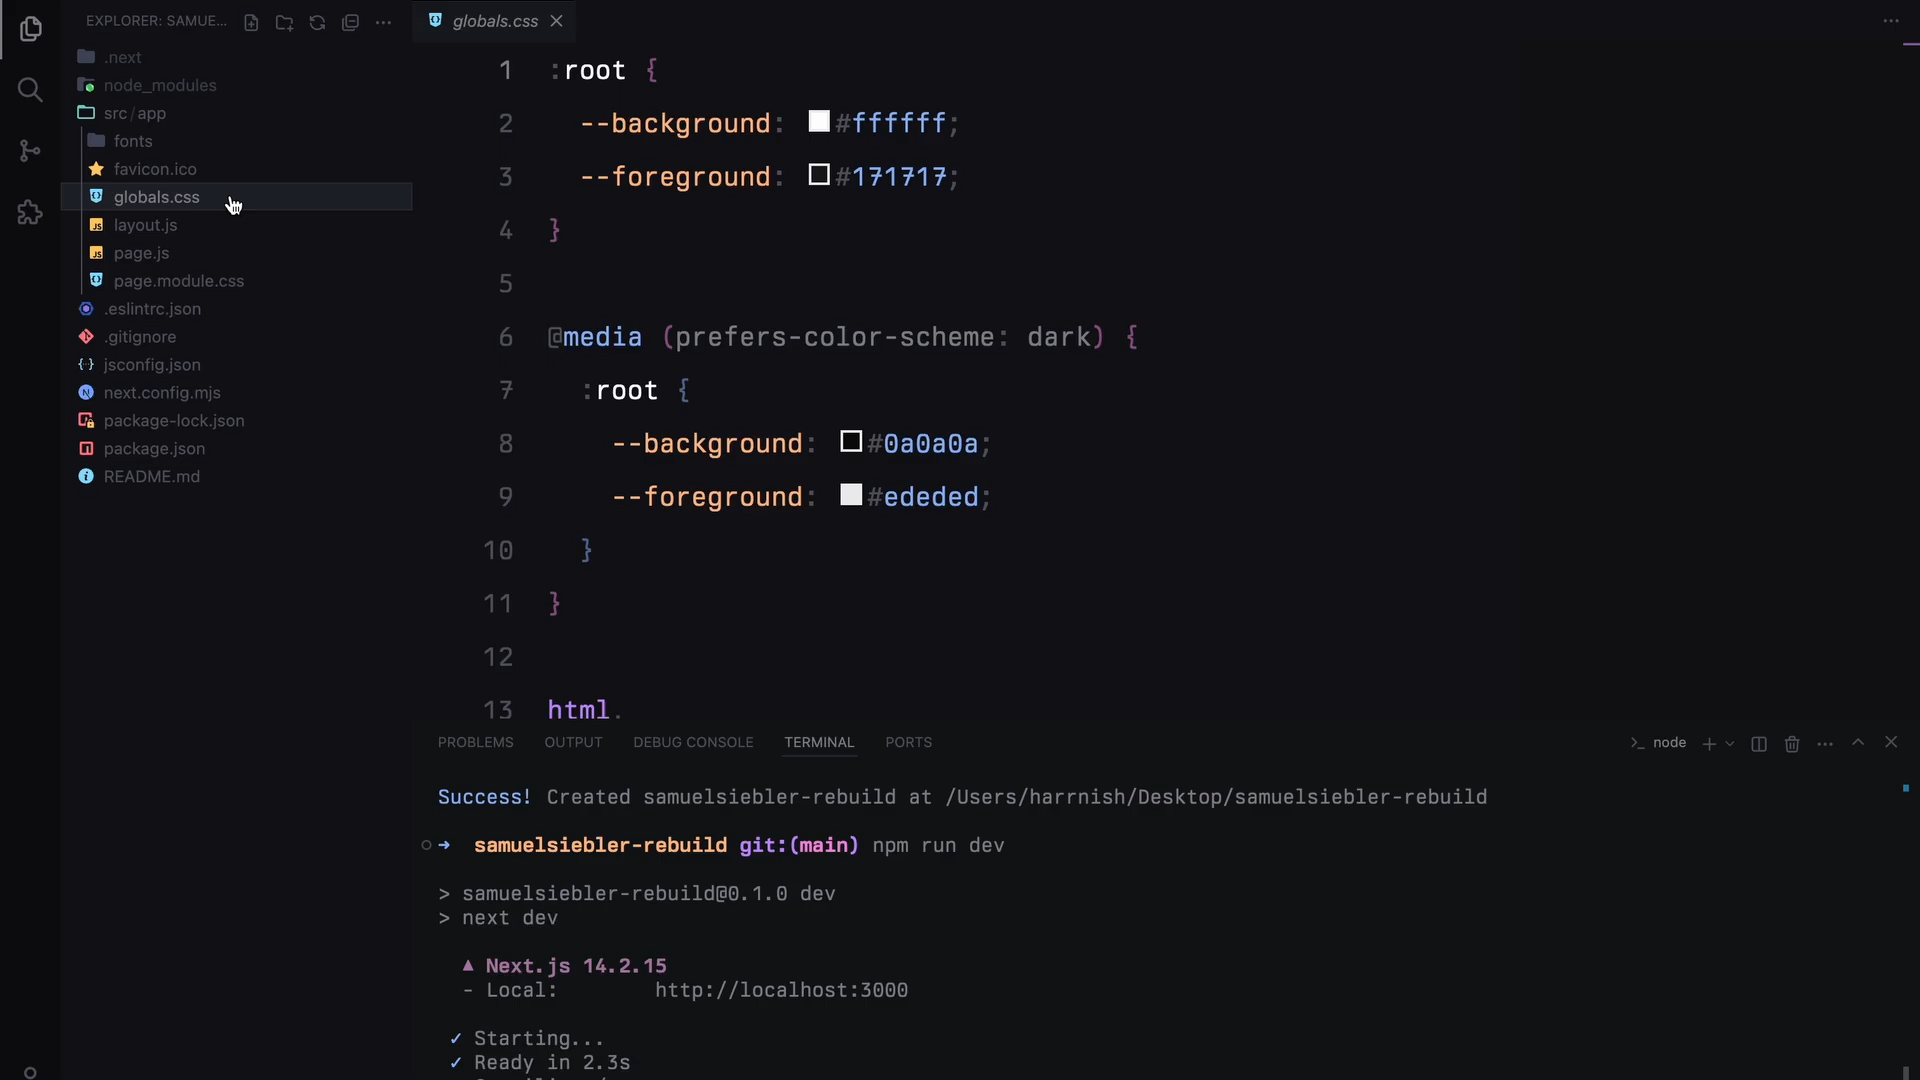 EXPLORER: SAMUE...
.next
node_modules
src/app
fonts
favicon.ico
globals.css
layout.js
page.js
page.module.css
.eslintrc.json
.gitignore
jsconfig.json
next.config.mjs
package-lock.json
package.json
README.md
globals.css
1 :root {
2 --background: #ffffff;
3 --foreground: #171717;
4 }
5
6 @media (prefers-color-scheme: dark) {
7 :root {
8 --background: #0a0a0a;
9 --foreground: #ededed;
10 }
11 }
12
13 html,
PROBLEMS OUTPUT DEBUG CONSOLE TERMINAL PORTS
node
Success! Created samuelsiebler-rebuild at /Users/harrnish/Desktop/samuelsiebler-rebuild
➜ samuelsiebler-rebuild git:(main) npm run dev
> samuelsiebler-rebuild@0.1.0 dev
> next dev
▲ Next.js 14.2.15
- Local: http://localhost:3000
✓ Starting...
✓ Ready in 2.3s